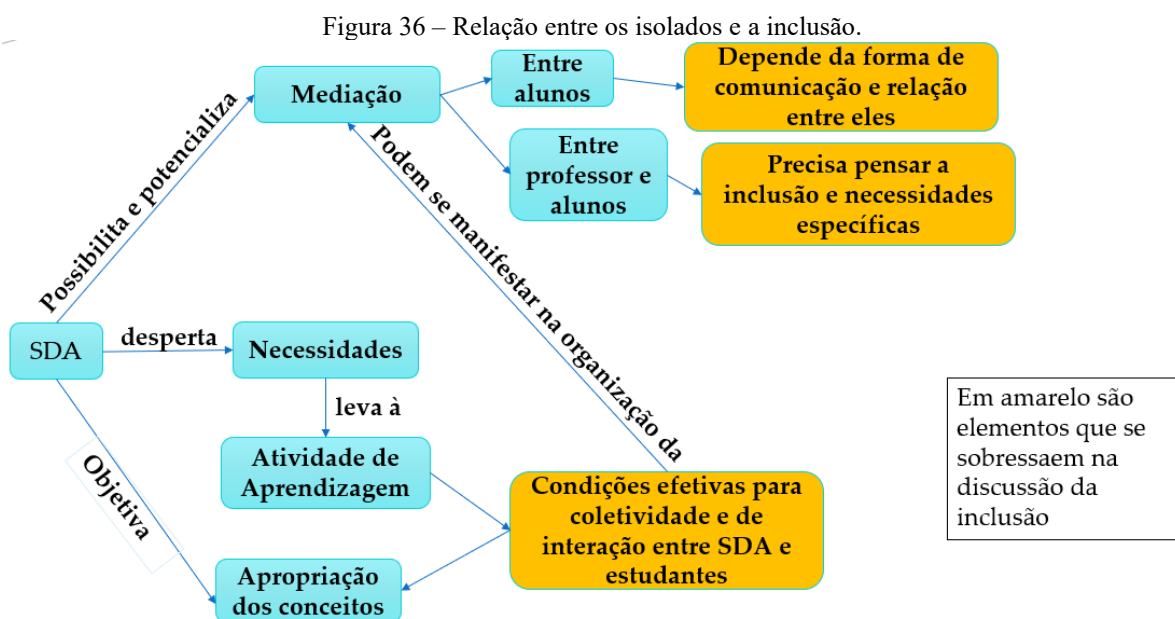 Figura 36 – Relação entre os isolados e a inclusão.
Mediação
Entre
alunos
Depende da forma de
comunicação e relação
entre eles
Entre
professor e
alunos
Precisa pensar a
inclusão e necessidades
específicas
Possibilita e potencializa
Podem se manifestar na organização da
SDA
desperta
Necessidades
leva à
Atividade de
Aprendizagem
Objetiva
Apropriação
dos conceitos
Condições efetivas para
coletividade e de
interação entre SDA e
estudantes
Em amarelo são
elementos que se
sobressaem na
discussão da
inclusão